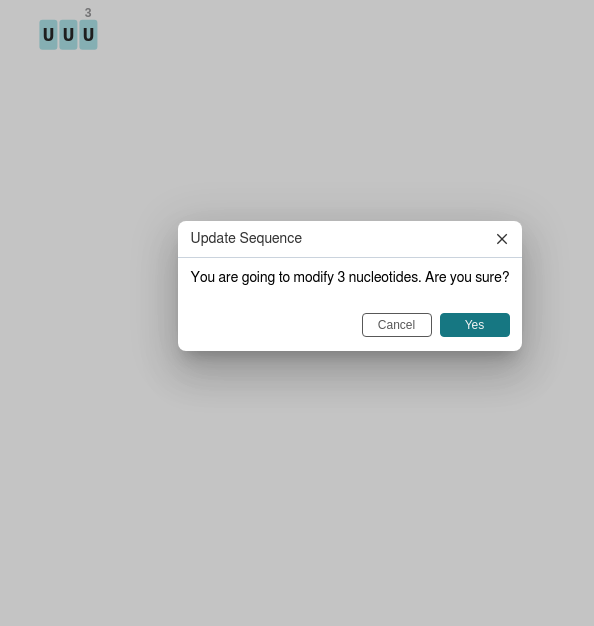 3
U U U
Update Sequence
You are going to modify 3 nucleotides. Are you sure?
Cancel Yes